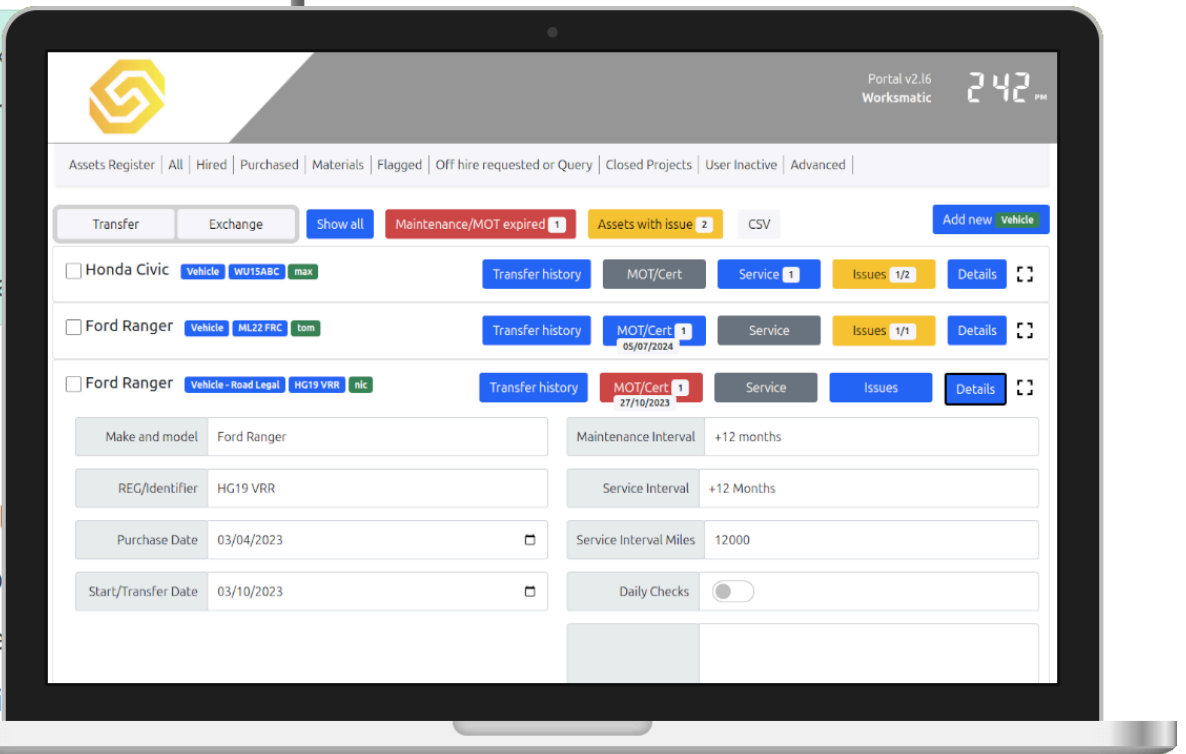 Portal v2.l6
Worksmatic
2 42 PM
Assets Register | All | Hired | Purchased | Materials | Flagged | Off hire requested or Query | Closed Projects | User Inactive | Advanced |
Transfer Exchange Show all Maintenance/MOT expired 1 Assets with issue 2 CSV Add new Vehicle
Honda Civic Vehicle WU15ABC max Transfer history MOT/Cert Service 1 Issues 1/2 Details
Ford Ranger Vehicle ML22 FRC tom Transfer history MOT/Cert 1 Service Issues 1/1 Details
05/07/2024
Ford Ranger Vehicle - Road Legal HG19 VRR nic Transfer history MOT/Cert 1 Service Issues Details
27/10/2023
Make and model Ford Ranger Maintenance Interval +12 months
REG/Identifier HG19 VRR Service Interval +12 Months
Purchase Date 03/04/2023 Service Interval Miles 12000
Start/Transfer Date 03/10/2023 Daily Checks